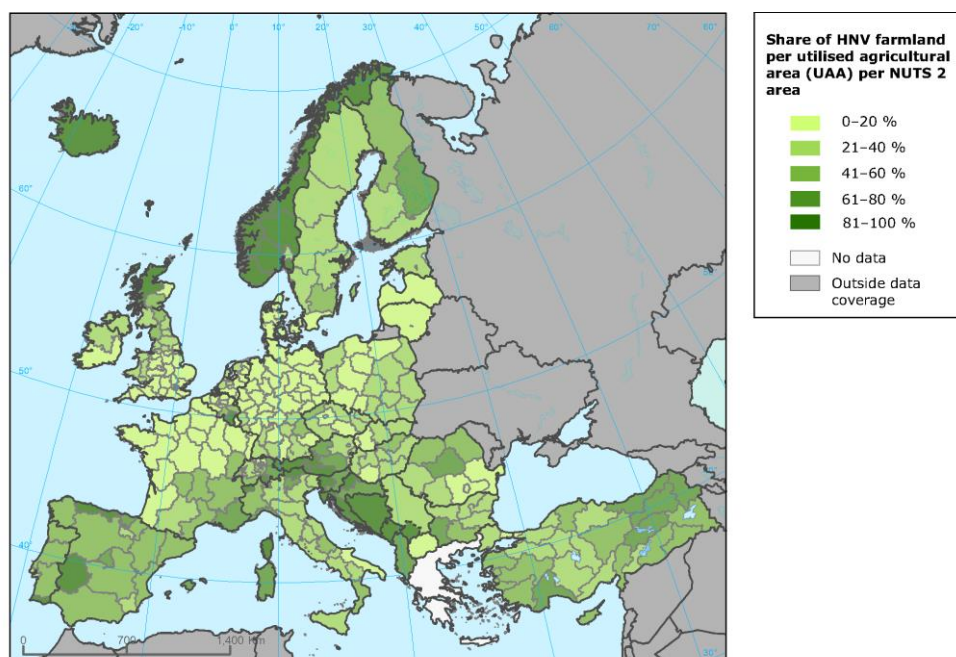 -30°
-20°
-10°
0°
10°
20°
30°
40°
50°
60°
70°
80°
60°
50°
40°
30°
0 700 1,400 Km
Share of HNV farmland
per utilised agricultural
area (UAA) per NUTS 2
area
0–20 %
21–40 %
41–60 %
61–80 %
81–100 %
No data
Outside data
coverage